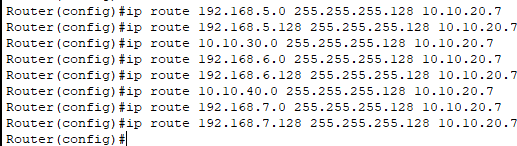 Router(config)#ip route 192.168.5.0 255.255.255.128 10.10.20.7
Router(config)#ip route 192.168.5.128 255.255.255.128 10.10.20.7
Router(config)#ip route 10.10.30.0 255.255.255.128 10.10.20.7
Router(config)#ip route 192.168.6.0 255.255.255.128 10.10.20.7
Router(config)#ip route 192.168.6.128 255.255.255.128 10.10.20.7
Router(config)#ip route 10.10.40.0 255.255.255.128 10.10.20.7
Router(config)#ip route 192.168.7.0 255.255.255.128 10.10.20.7
Router(config)#ip route 192.168.7.128 255.255.255.128 10.10.20.7
Router(config)#